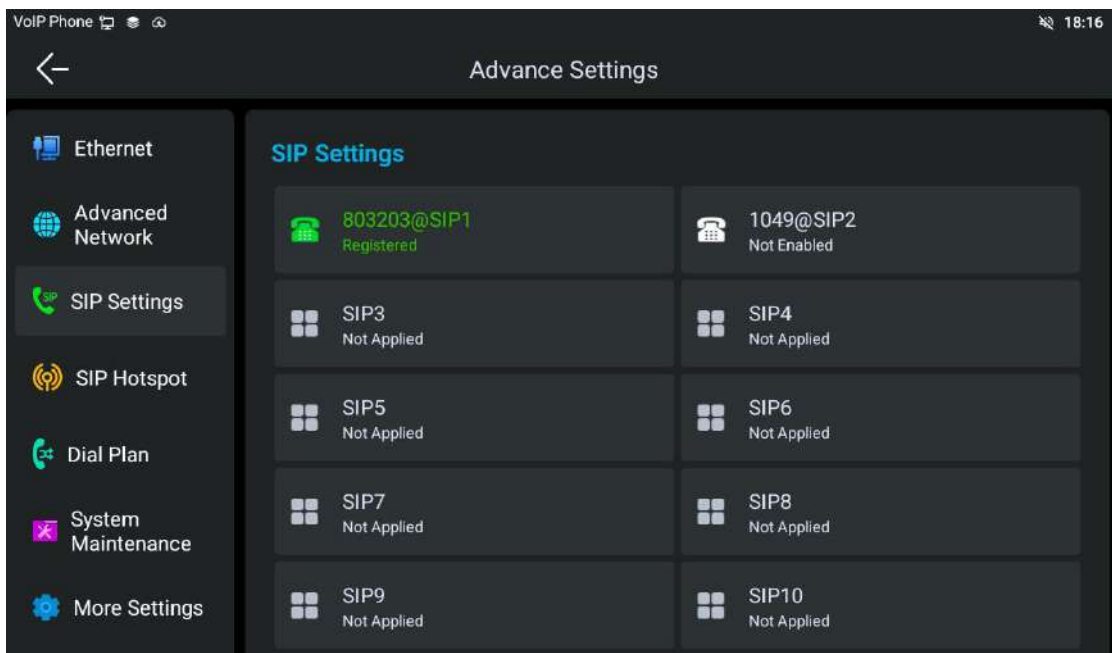 VoIP Phone
18:16
Advance Settings
Ethernet
Advanced
Network
SIP
SIP Settings
SIP Hotspot
Dial Plan
System
Maintenance
More Settings
SIP Settings
803203@SIP1
Registered
1049@SIP2
Not Enabled
SIP3
Not Applied
SIP4
Not Applied
SIP5
Not Applied
SIP6
Not Applied
SIP7
Not Applied
SIP8
Not Applied
SIP9
Not Applied
SIP10
Not Applied